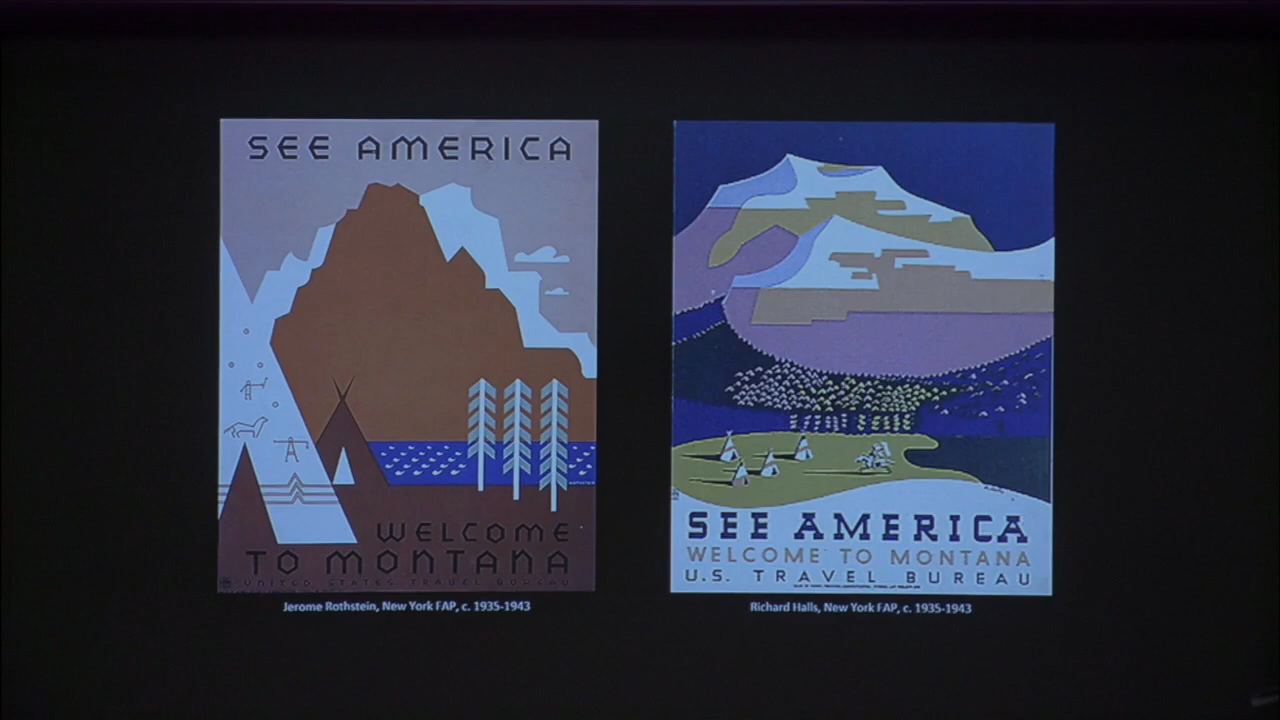 SEE AMERICA
WELCOME
TO MONTANA
UNITED STATES TRAVEL BUREAU
Jerome Rothstein, New York FAP, c. 1935-1943
SEE AMERICA
WELCOME TO MONTANA
U.S. TRAVEL BUREAU
Richard Halls, New York FAP, c. 1935-1943